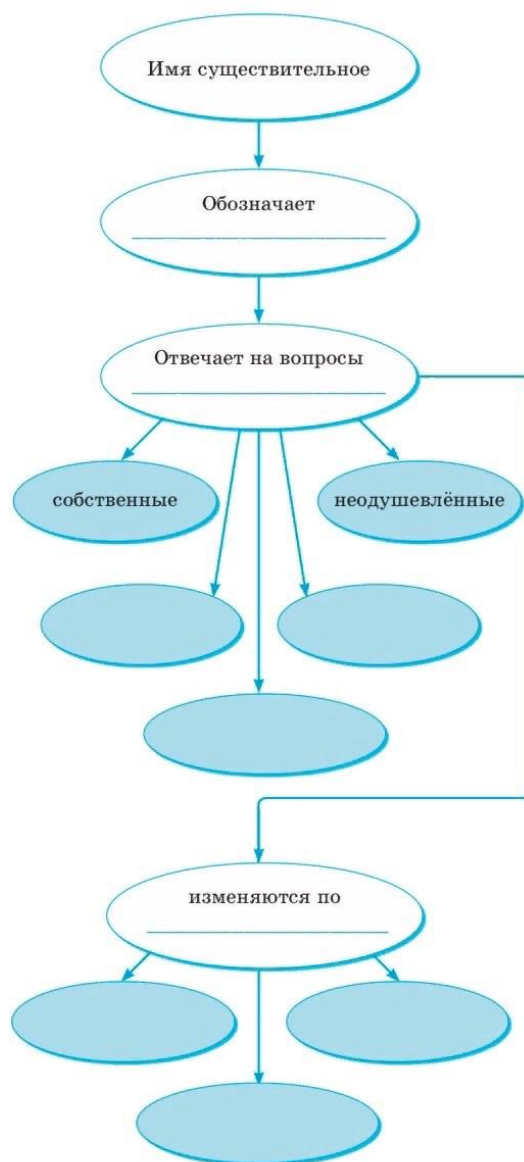 Имя существительное
Обозначает
Отвечает на вопросы
собственные
неодушевлённые
изменяются по